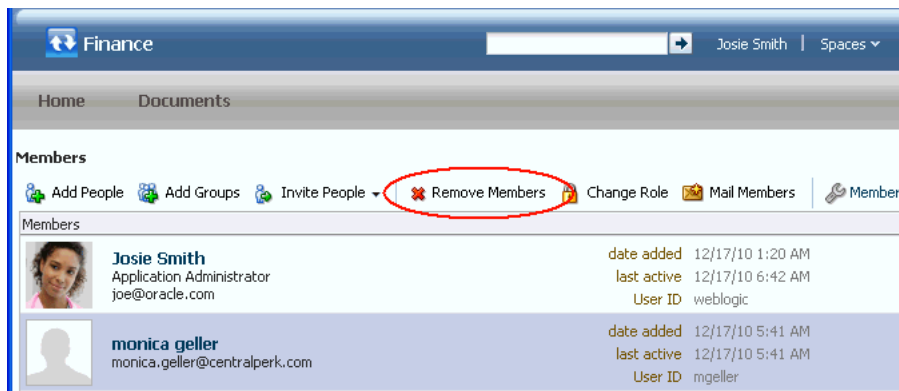 Finance
Josie Smith | Spaces
Home Documents
Members
Add People Add Groups Invite People Remove Members Change Role Mail Members Member
Members
Josie Smith date added 12/17/10 1:20 AM
Application Administrator last active 12/17/10 6:42 AM
joe@oracle.com User ID weblogic
monica geller date added 12/17/10 5:41 AM
monica.geller@centralperk.com last active 12/17/10 5:41 AM
User ID mgeller